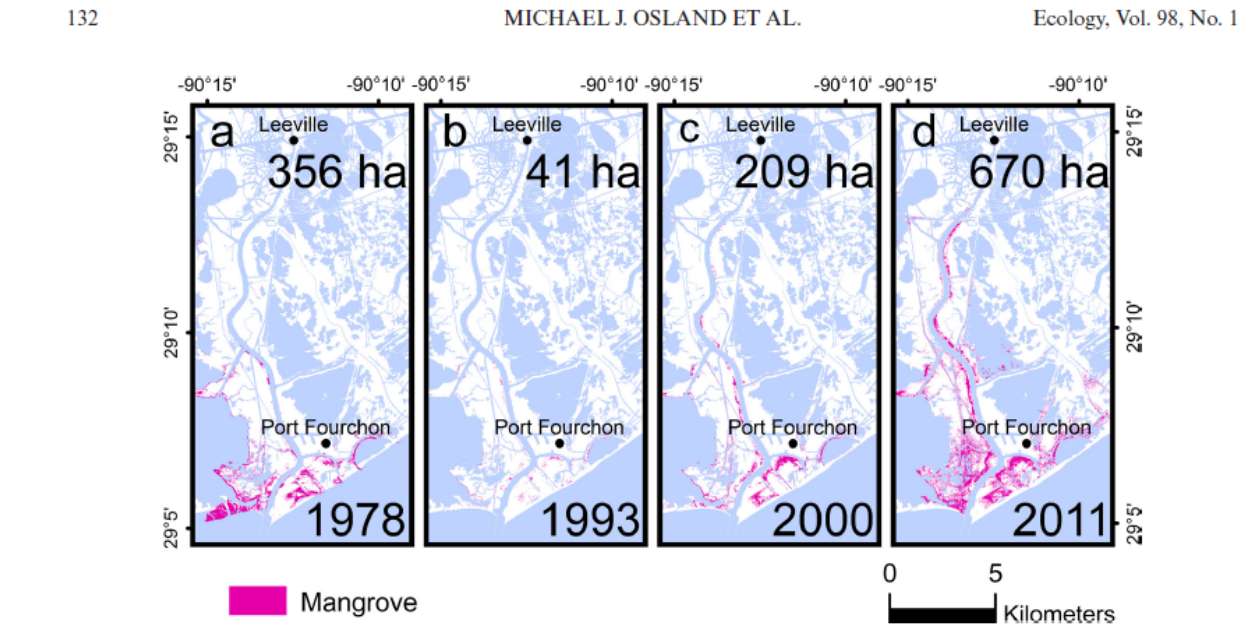 132 MICHAEL J. OSLAND ET AL. Ecology, Vol. 98, No. 1
-90°15' -90°10' -90°15' -90°10' -90°15' -90°10' -90°15' -90°10'
29°15'
29°10'
29°5'
a
Leeville
356 ha
Port Fourchon
1978
b
Leeville
41 ha
Port Fourchon
1993
c
Leeville
209 ha
Port Fourchon
2000
d
Leeville
670 ha
Port Fourchon
2011
29°15'
29°10'
29°5'
Mangrove
0 5
Kilometers